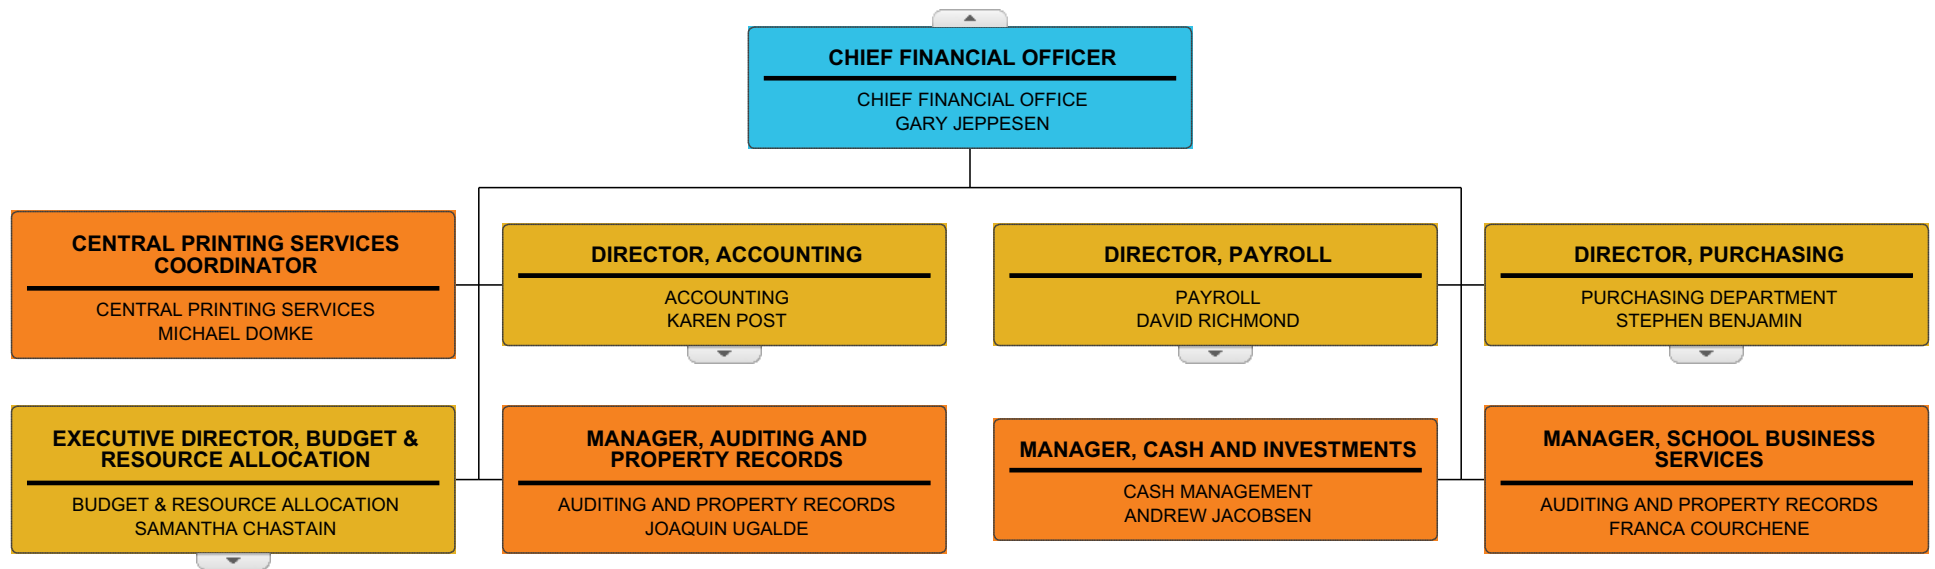 CHIEF FINANCIAL OFFICER
CHIEF FINANCIAL OFFICE
GARY JEPPESEN
CENTRAL PRINTING SERVICES
COORDINATOR
CENTRAL PRINTING SERVICES
MICHAEL DOMKE
DIRECTOR, ACCOUNTING
ACCOUNTING
KAREN POST
DIRECTOR, PAYROLL
PAYROLL
DAVID RICHMOND
DIRECTOR, PURCHASING
PURCHASING DEPARTMENT
STEPHEN BENJAMIN
EXECUTIVE DIRECTOR, BUDGET &
RESOURCE ALLOCATION
BUDGET & RESOURCE ALLOCATION
SAMANTHA CHASTAIN
MANAGER, AUDITING AND
PROPERTY RECORDS
AUDITING AND PROPERTY RECORDS
JOAQUIN UGALDE
MANAGER, CASH AND INVESTMENTS
CASH MANAGEMENT
ANDREW JACOBSEN
MANAGER, SCHOOL BUSINESS
SERVICES
AUDITING AND PROPERTY RECORDS
FRANCA COURCHENE